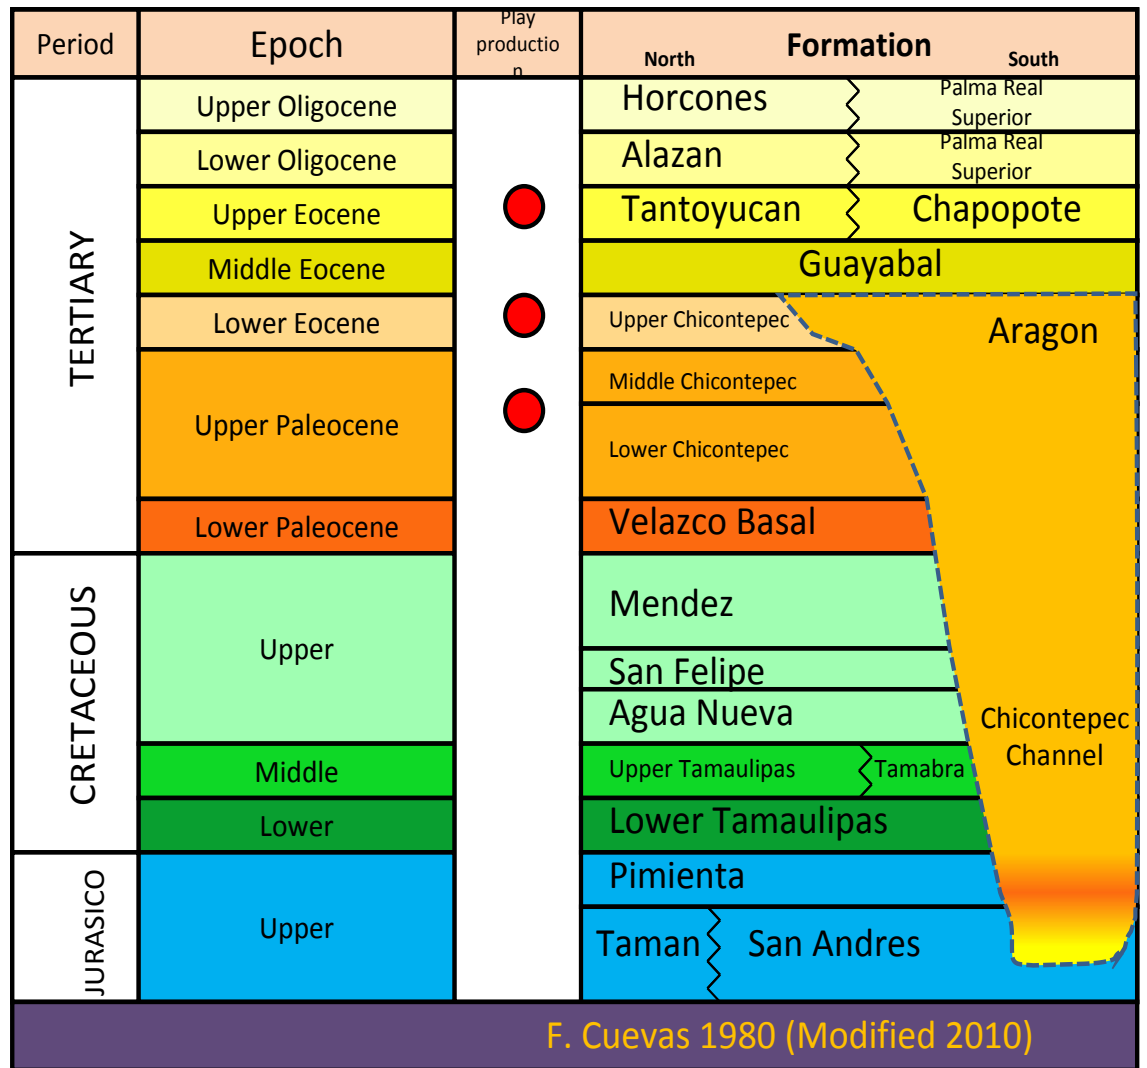 Period
Epoch
Play
productio
n
Formation
North
South
TERTIARY
Upper Oligocene
Horcones
Palma Real
Superior
Lower Oligocene
Alazan
Palma Real
Superior
Upper Eocene
Tantoyucan
Chapopote
Middle Eocene
Guayabal
Lower Eocene
Upper Chicontepec
Aragon
Upper Paleocene
Middle Chicontepec
Lower Chicontepec
Lower Paleocene
Velazco Basal
CRETACEOUS
Upper
Mendez
San Felipe
Agua Nueva
Chicontepec
Channel
Middle
Upper Tamaulipas
Tamabra
Lower
Lower Tamaulipas
JURASICO
Upper
Pimienta
Taman
San Andres
F. Cuevas 1980 (Modified 2010)